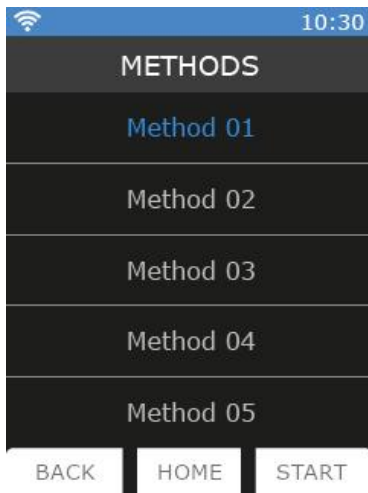 10:30
METHODS
Method 01
Method 02
Method 03
Method 04
Method 05
BACK HOME START